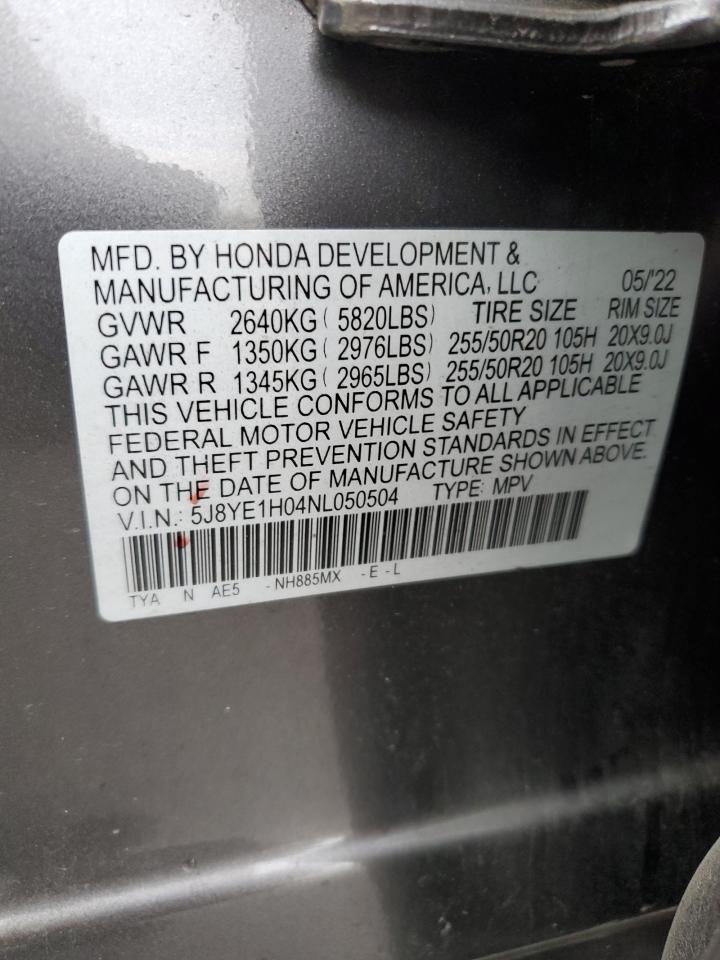 MFD. BY HONDA DEVELOPMENT &
MANUFACTURING OF AMERICA, LLC 05/'22
GVWR 2640KG ( 5820LBS) TIRE SIZE RIM SIZE
GAWR F 1350KG ( 2976LBS) 255/50R20 105H 20X9.0J
GAWR R 1345KG ( 2965LBS) 255/50R20 105H 20X9.0J
THIS VEHICLE CONFORMS TO ALL APPLICABLE
FEDERAL MOTOR VEHICLE SAFETY
AND THEFT PREVENTION STANDARDS IN EFFECT
ON THE DATE OF MANUFACTURE SHOWN ABOVE.
V.I.N.: 5J8YE1H04NL050504 TYPE: MPV
TYA N AE5 -NH885MX -E -L